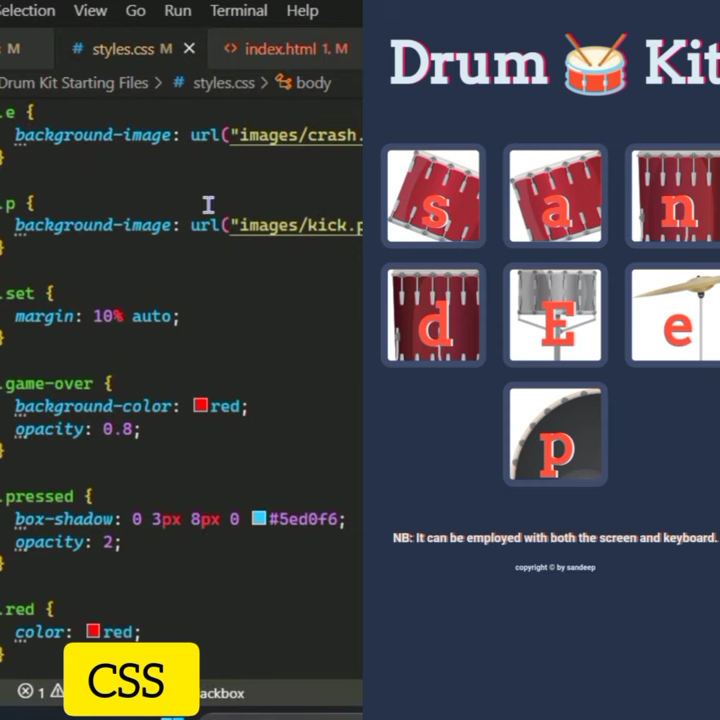 Selection View Go Run Terminal Help
M # styles.css M × <> index.html 1, M
Drum Kit Starting Files > # styles.css > body
.e {
background-image: url("images/crash.
}
.p {
background-image: url("images/kick.p
}
.set {
margin: 10% auto;
}
.game-over {
background-color: red;
opacity: 0.8;
}
.pressed {
box-shadow: 0 3px 8px 0 #5ed0f6;
opacity: 2;
}
.red {
color: red;
}
1
ackbox
CSS
Drum 🥁 Kit
s a n
d E e
p
NB: It can be employed with both the screen and keyboard.
copyright © by sandeep